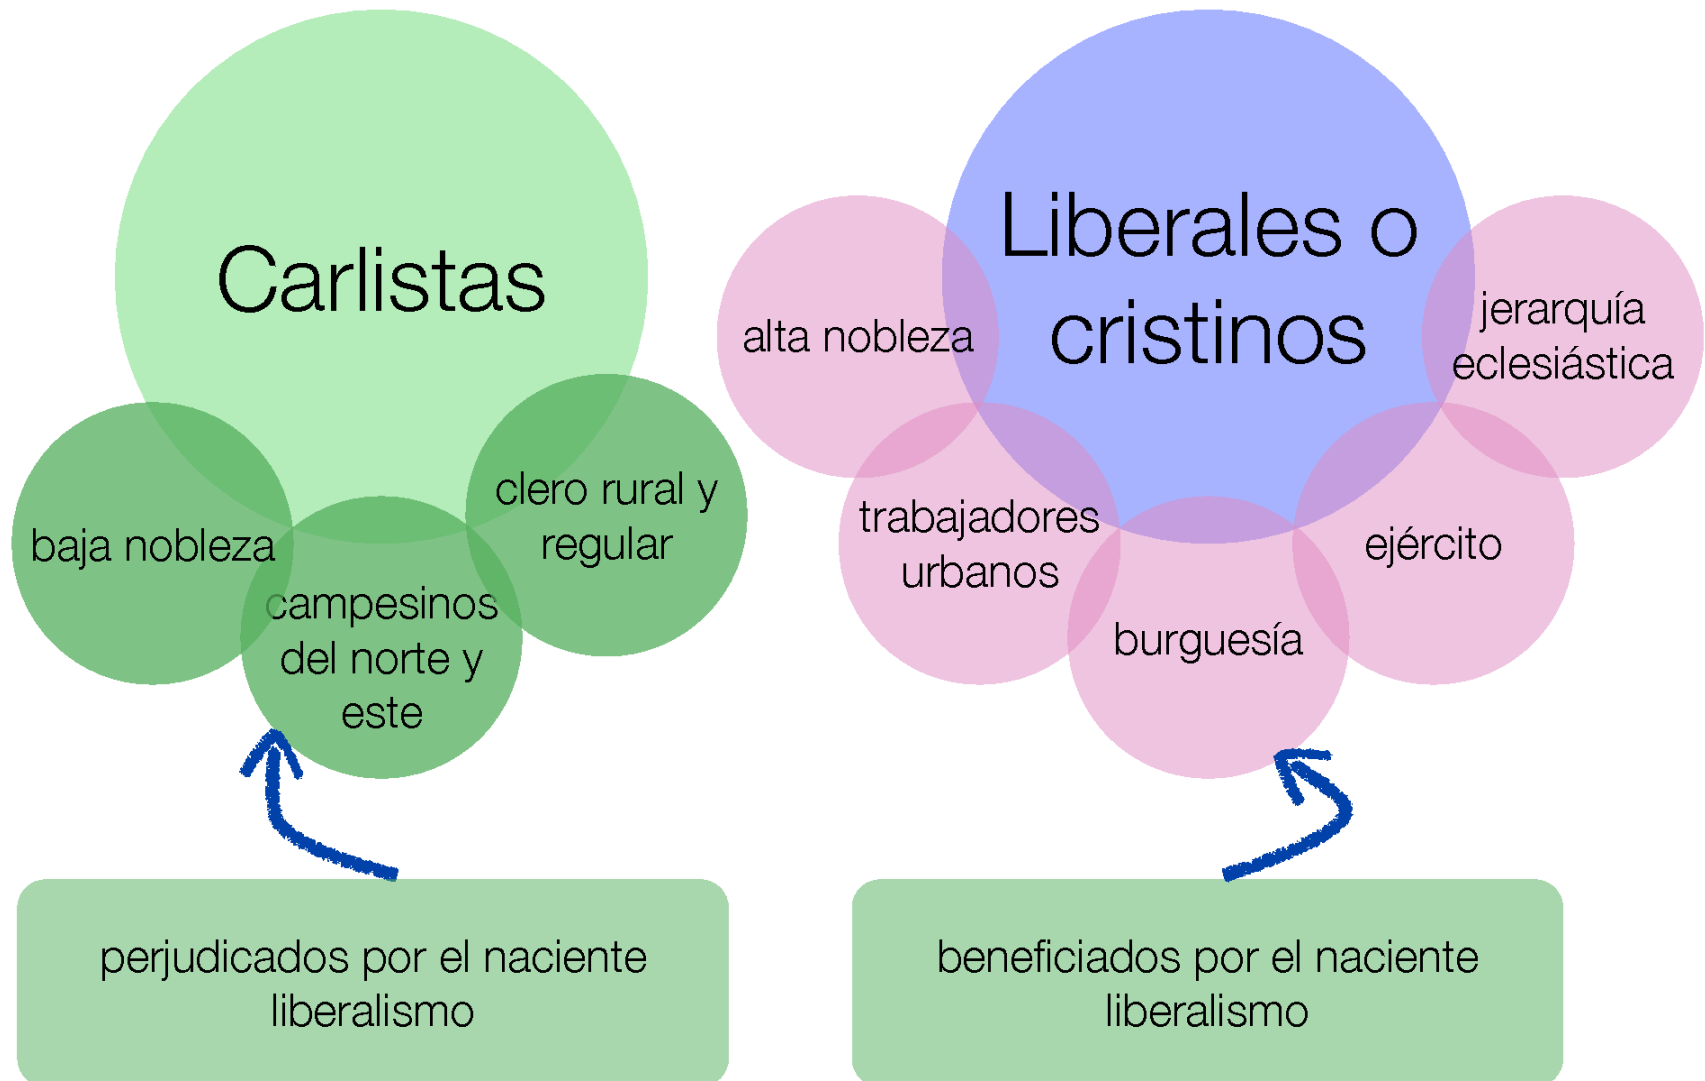 Carlistas
baja nobleza
campesinos
del norte y
este
clero rural y
regular
perjudicados por el naciente
liberalismo
Liberales o
cristinos
alta nobleza
trabajadores
urbanos
burguesía
ejército
jerarquía
eclesiástica
beneficiados por el naciente
liberalismo